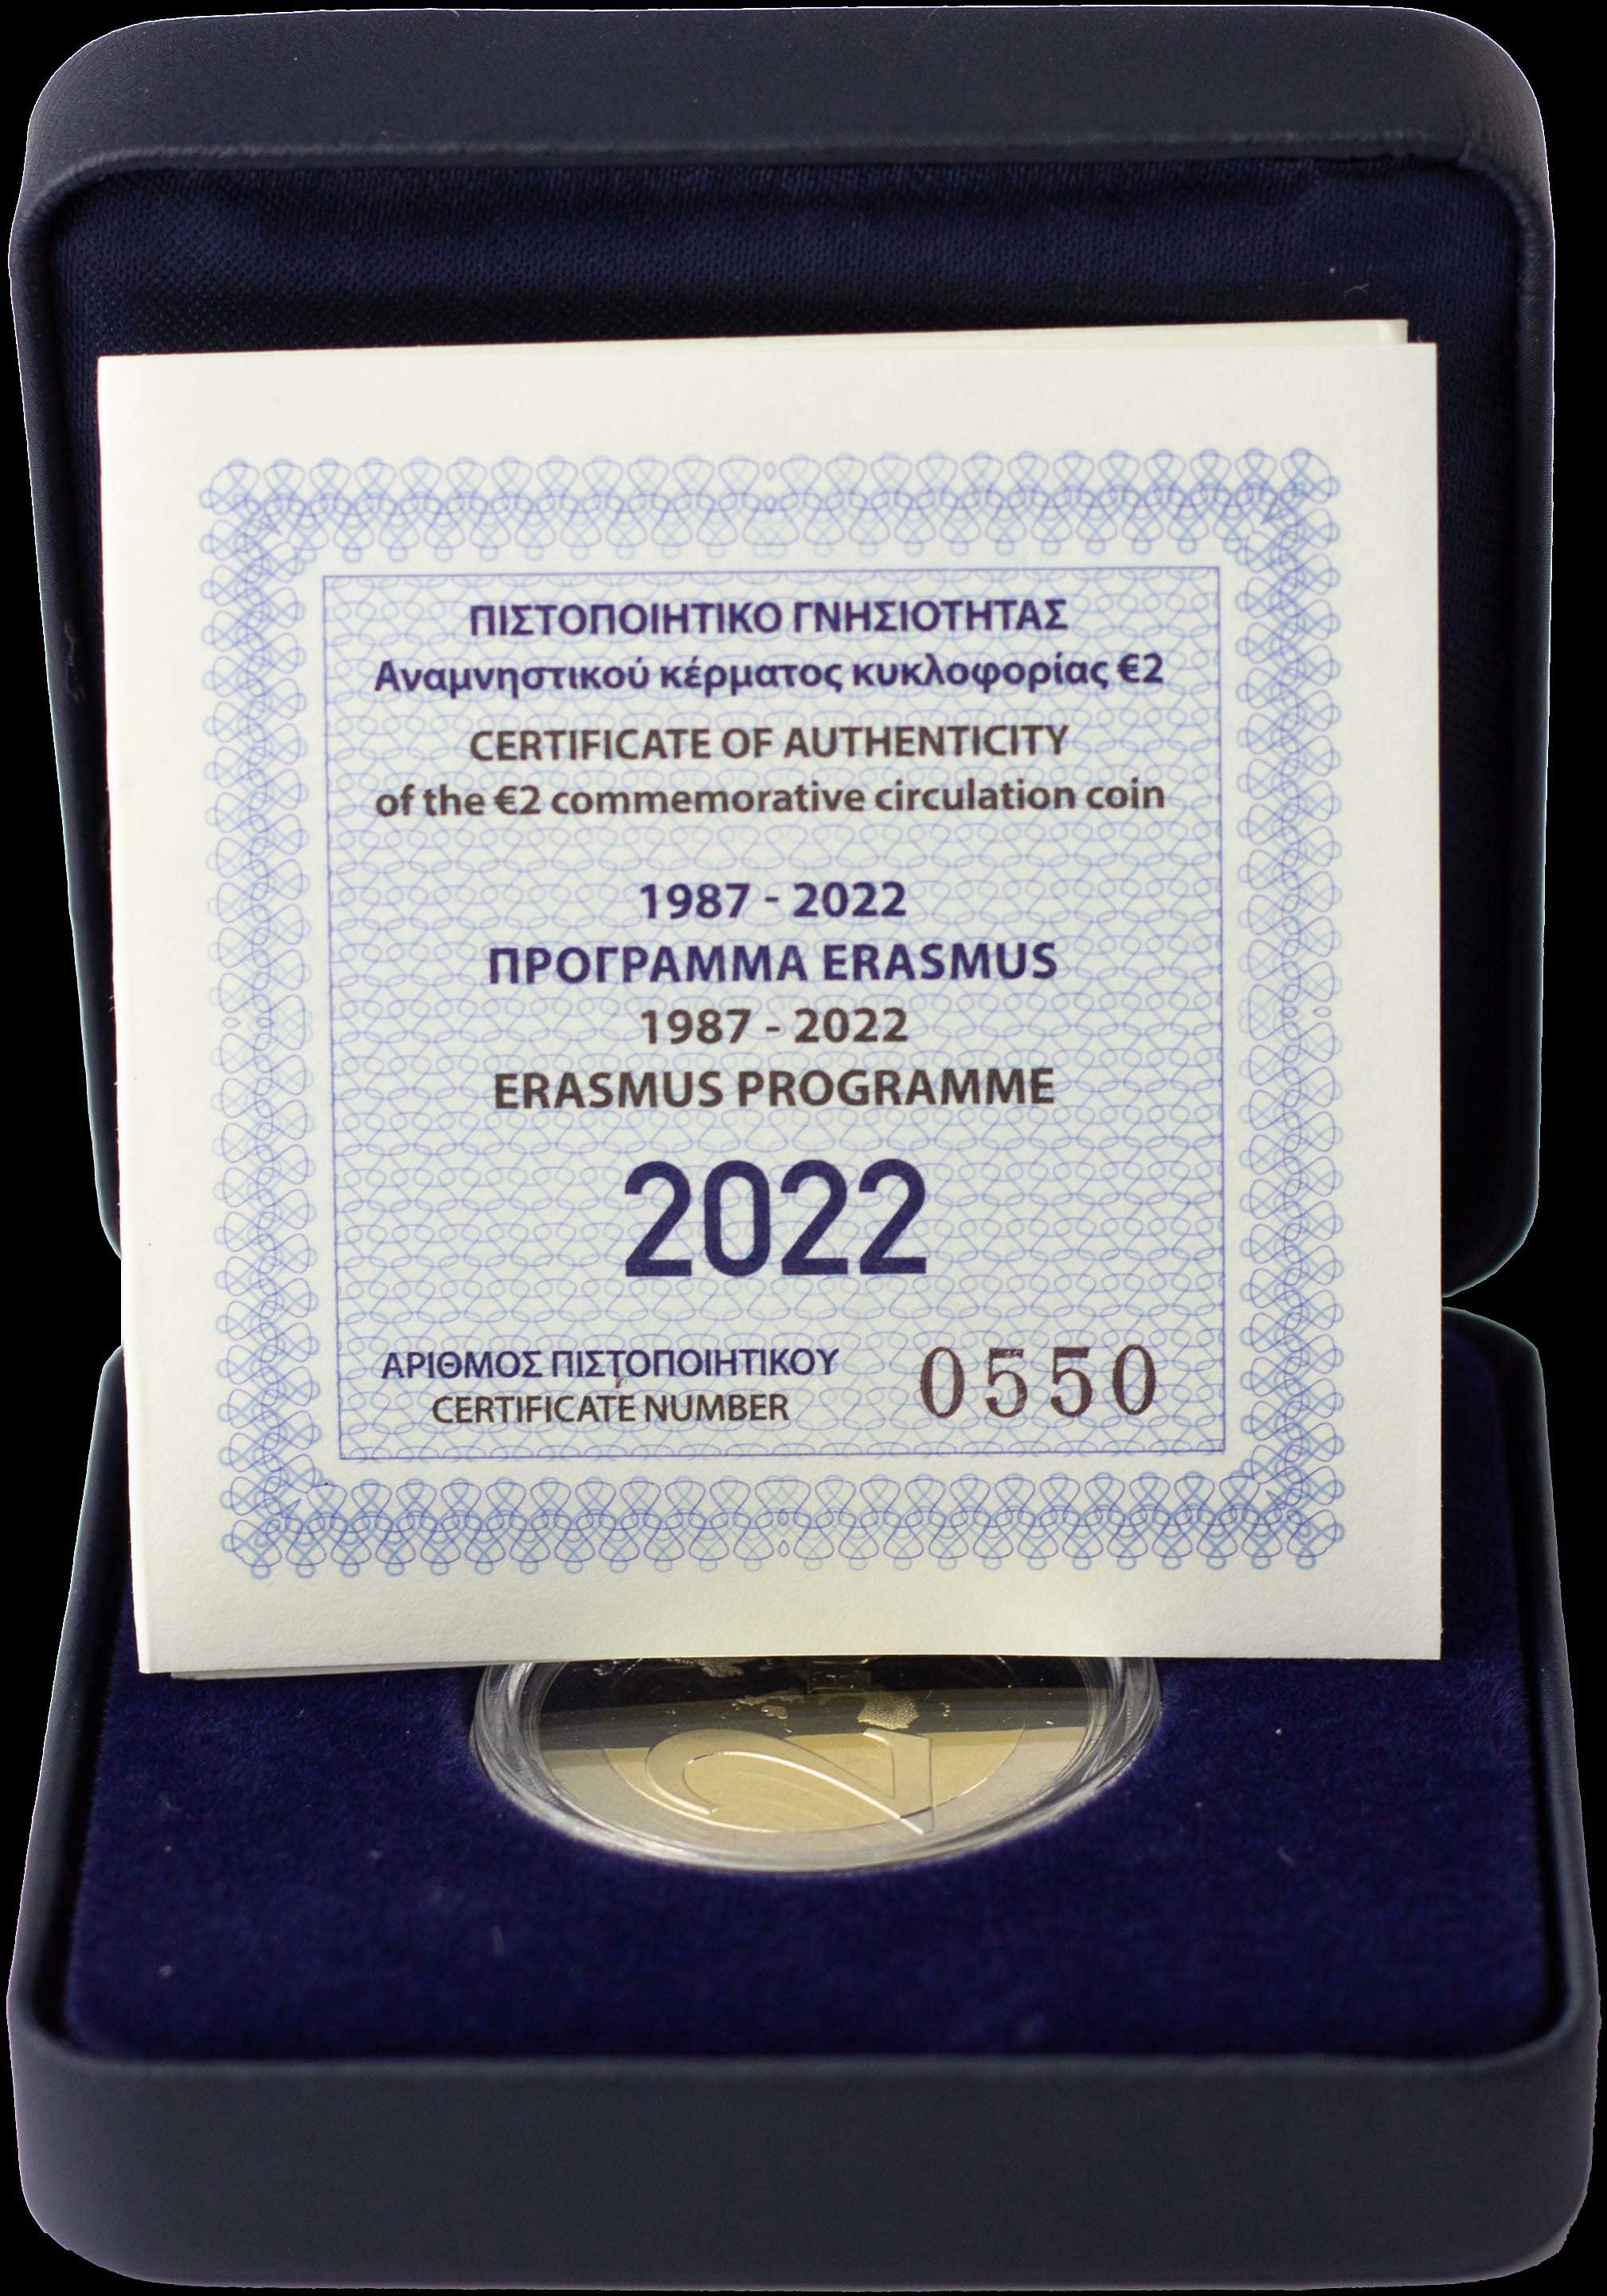 ΠΙΣΤΟΠΟΙΗΤΙΚΟ ΓΝΗΣΙΟΤΗΤΑΣ
Αναμνηστικού κέρματος κυκλοφορίας €2
CERTIFICATE OF AUTHENTICITY
of the €2 commemorative circulation coin
1987 - 2022
ΠΡΟΓΡΑΜΜΑ ERASMUS
1987 - 2022
ERASMUS PROGRAMME
2022
ΑΡΙΘΜΟΣ ΠΙΣΤΟΠΟΙΗΤΙΚΟΥ
CERTIFICATE NUMBER
0550
2